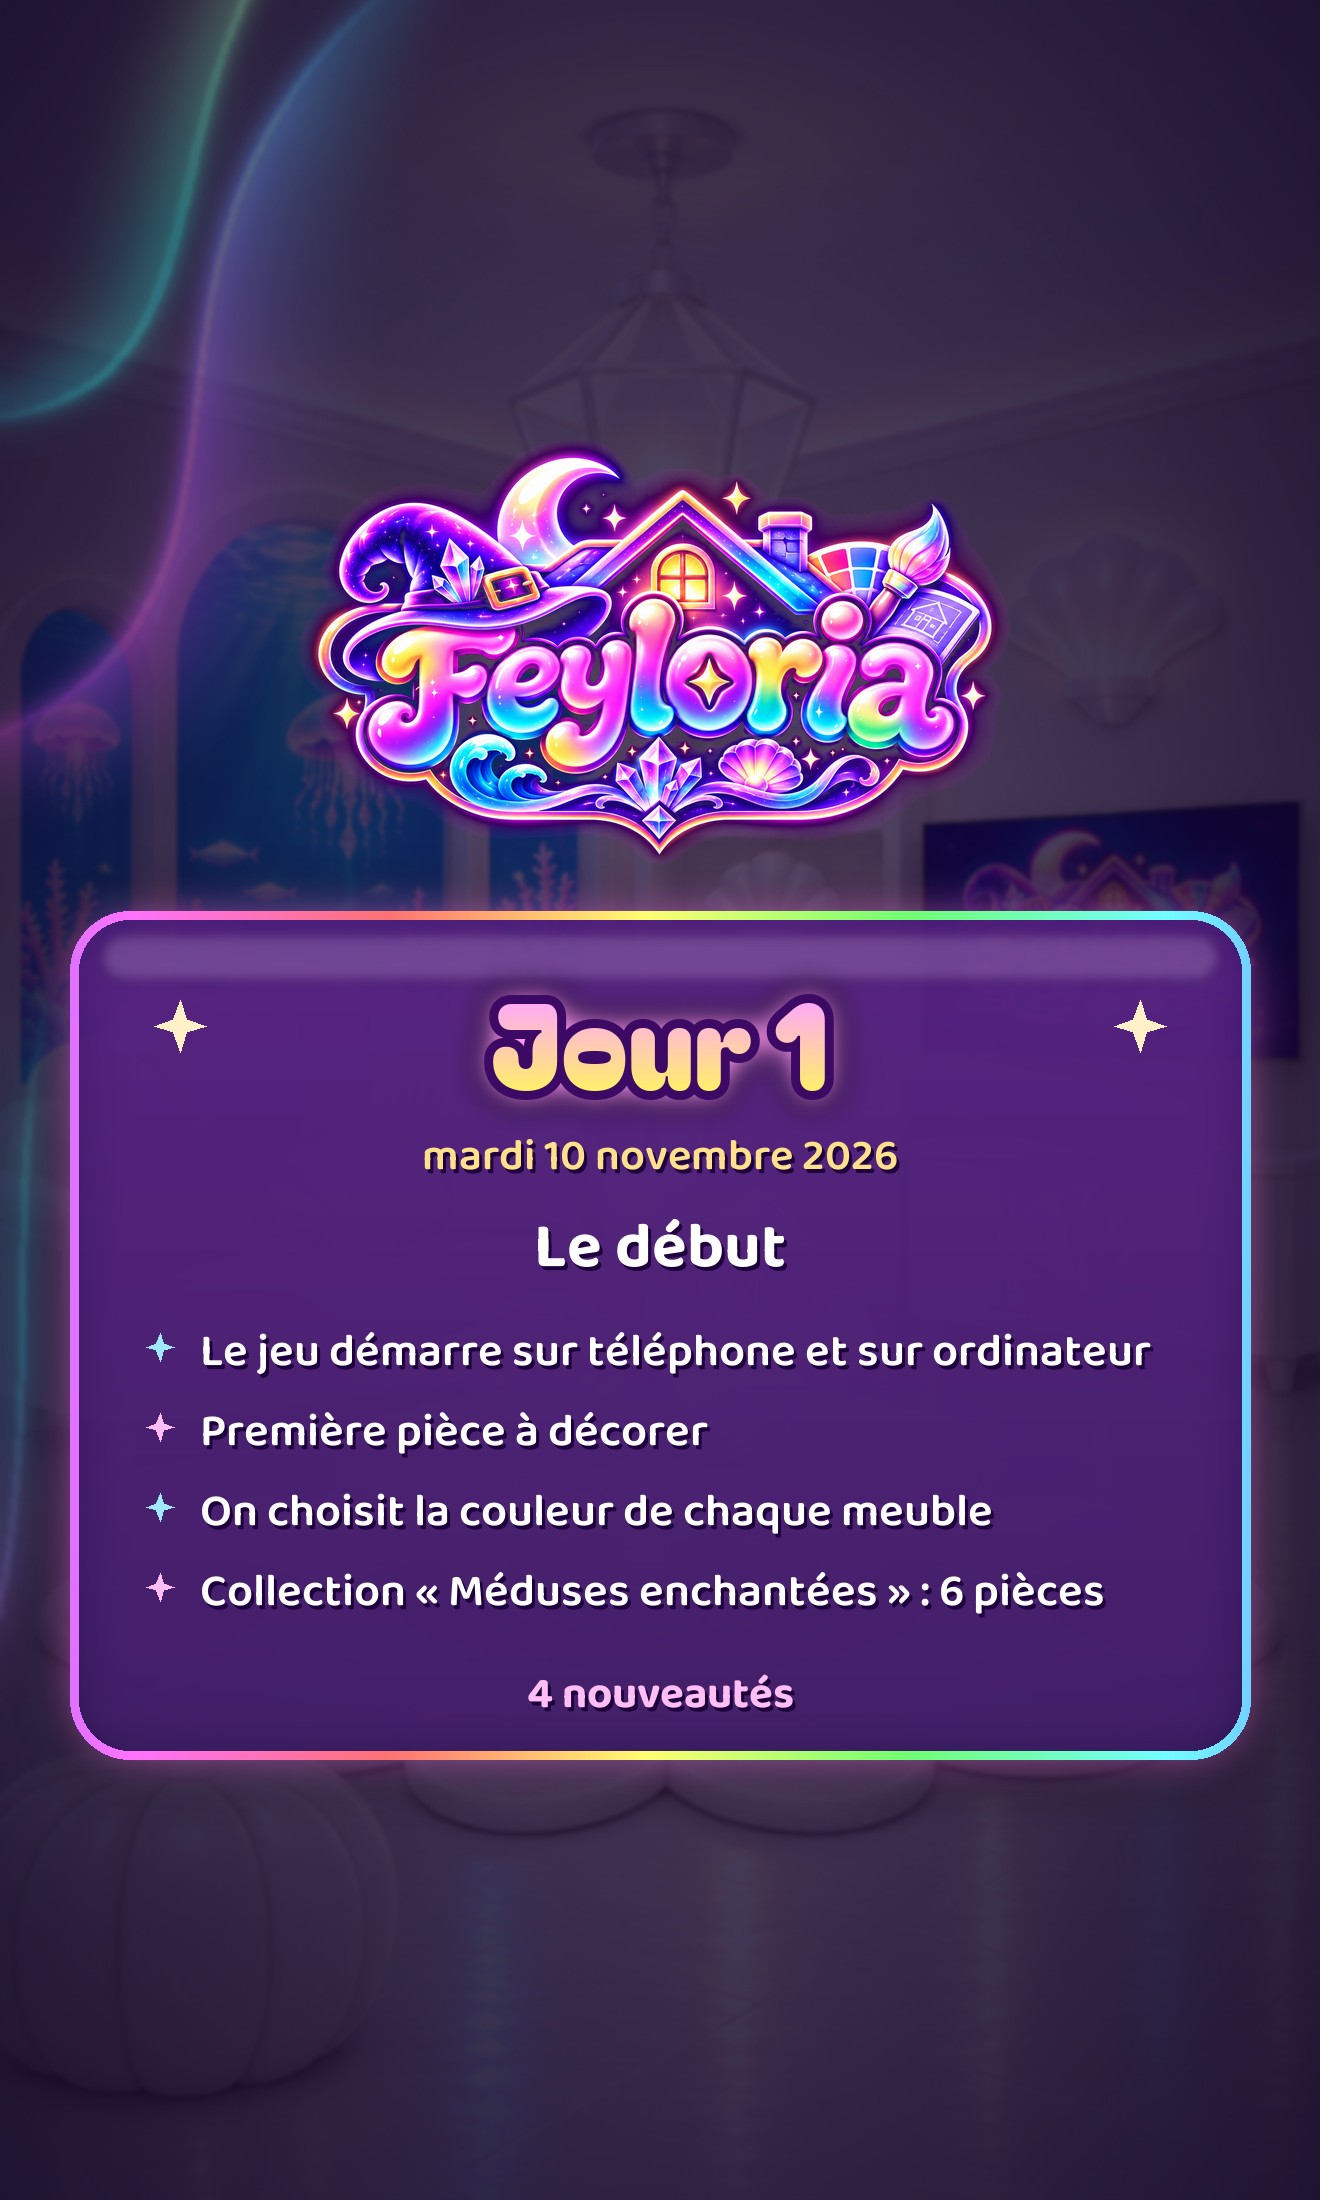 Feyloria
Jour 1
mardi 10 novembre 2026
Le début
Le jeu démarre sur téléphone et sur ordinateur
Première pièce à décorer
On choisit la couleur de chaque meuble
Collection « Méduses enchantées » : 6 pièces
4 nouveautés